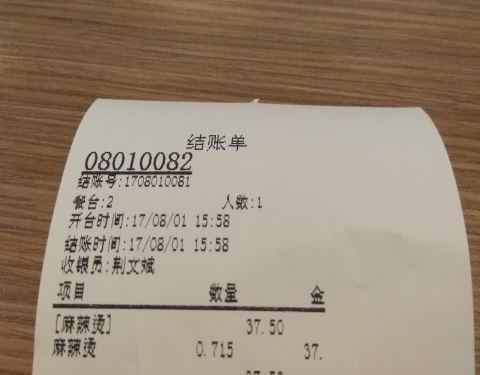 结账单
08010082
结账号:1708010081
餐台:2 人数:1
开台时间:17/08/01 15:58
结账时间:17/08/01 15:58
收银员:荆文斌
项目 数量 金
[麻辣烫] 37.50
麻辣烫 0.715 37.
37.50